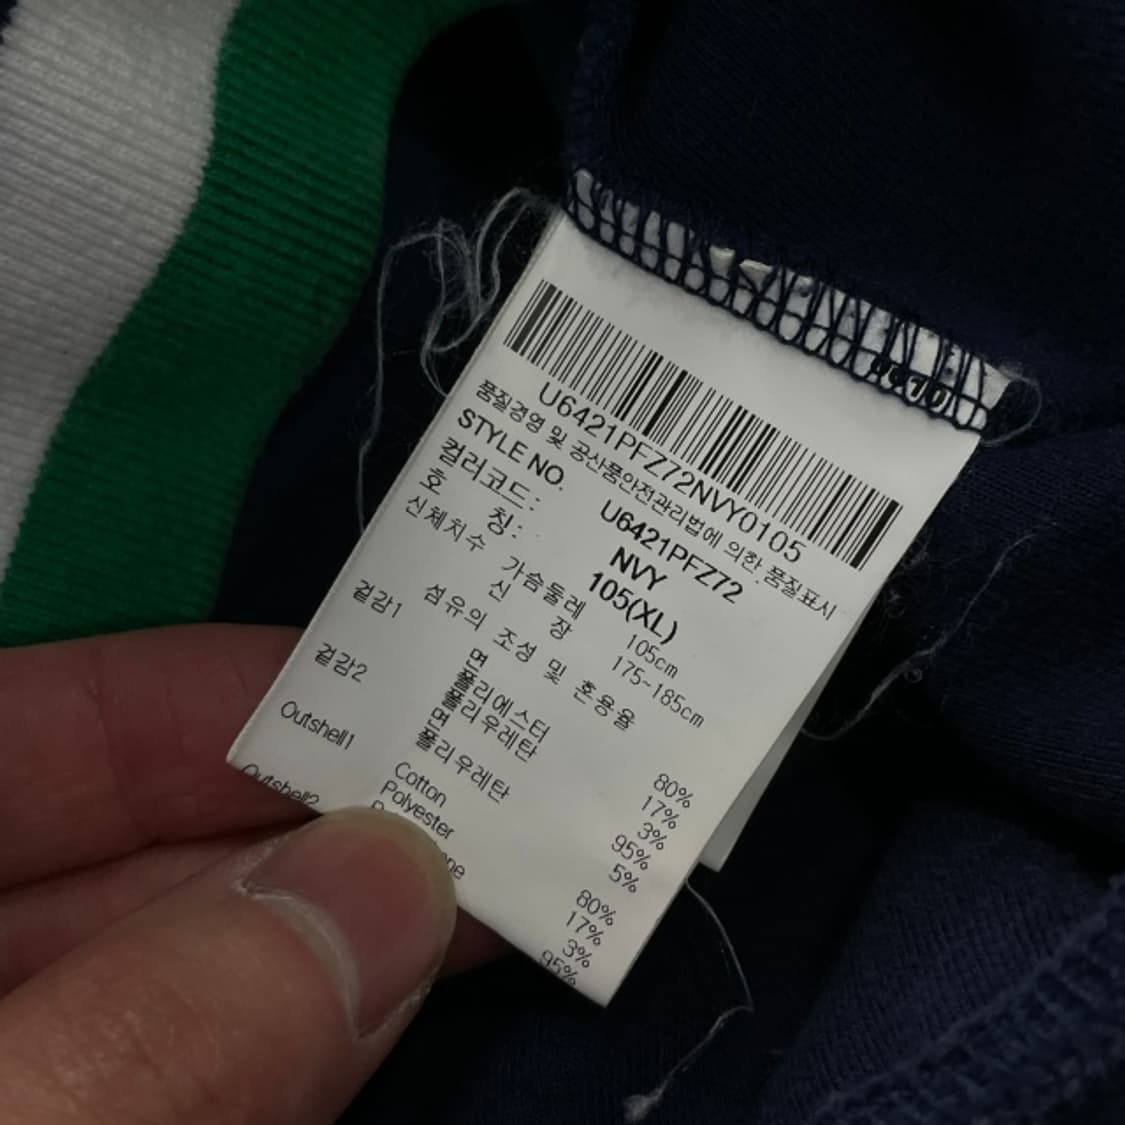 0010
U6421PFZ72NVY0105
품질경영 및 공산품안전관리법에 의한 품질표시
STYLE NO. U6421PFZ72
컬러코드: NVY
호 칭: 105(XL)
신체치수 가슴둘레 105cm
신 장 175~185cm
섬유의 조성 및 혼용율
겉감1 면 80%
폴리에스터 17%
폴리우레탄 3%
겉감2 면 95%
폴리우레탄 5%
Outshell1 Cotton 80%
Polyester 17%
3%
Outshell2 95%